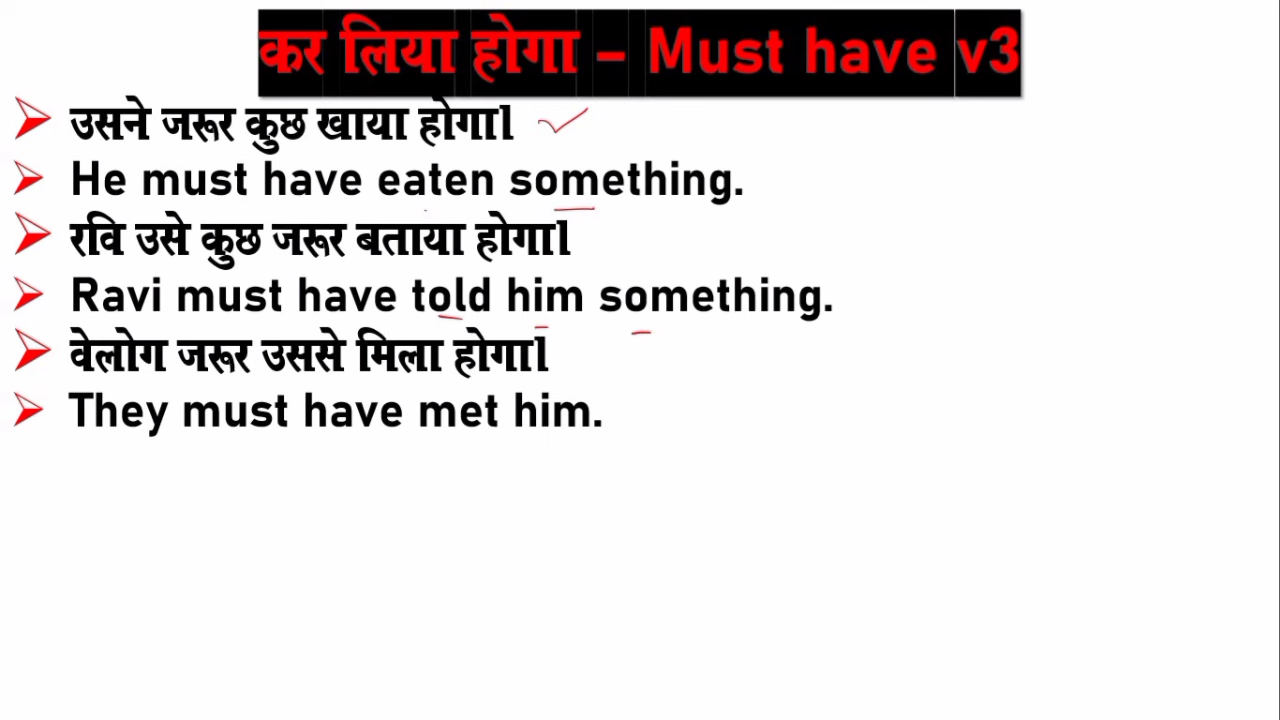 कर लिया होगा – Must have v3
उसने जरूर कुछ खाया होगाl
He must have eaten something.
रवि उसे कुछ जरूर बताया होगाl
Ravi must have told him something.
वेलोग जरूर उससे मिला होगाl
They must have met him.